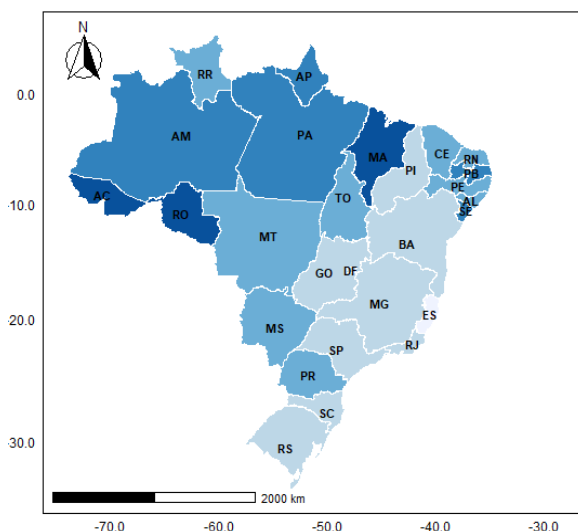 N
RR
AP
0.0
AM
PA
MA
CE
RN
PB
PI
PE
AC
RO
TO
AL
SE
-10.0
MT
BA
GO
DF
MG
ES
-20.0
MS
SP
RJ
PR
SC
-30.0
RS
2000 km
-70.0
-60.0
-50.0
-40.0
-30.0